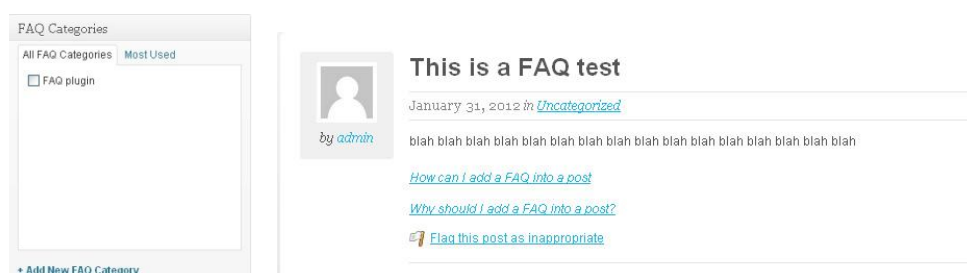 FAQ Categories
All FAQ Categories Most Used
FAQ plugin
+ Add New FAQ Category
This is a FAQ test
January 31, 2012 in Uncategorized
by admin
blah blah blah blah blah blah blah blah blah blah blah blah blah blah blah blah
How can I add a FAQ into a post
Why should I add a FAQ into a post?
Flag this post as inappropriate